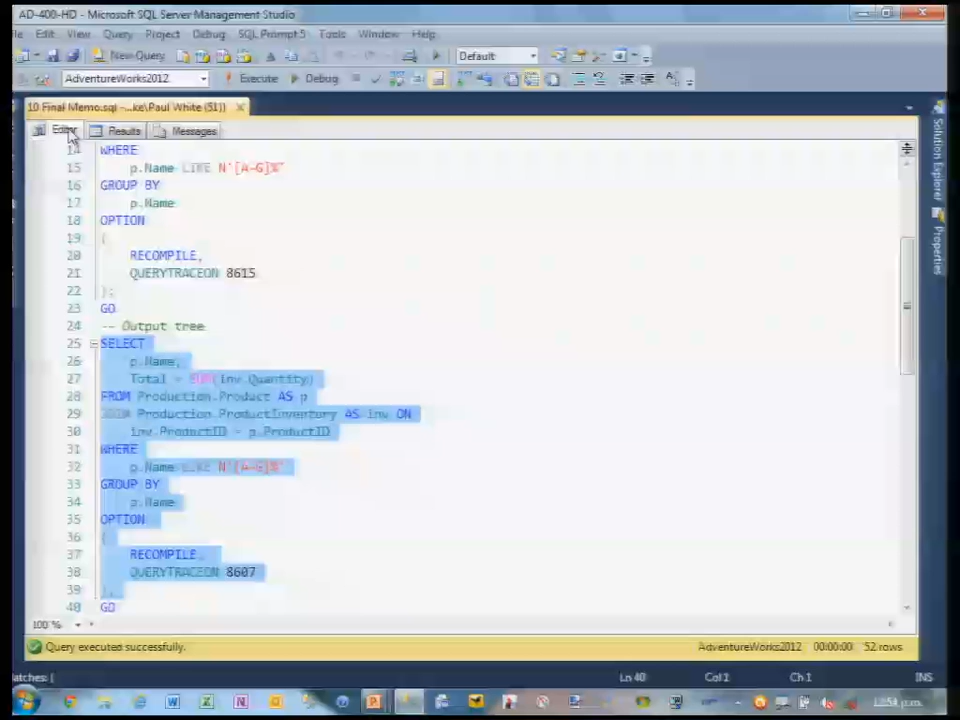 AD-400-HD - Microsoft SQL Server Management Studio
le Edit View Query Project Debug SQL Prompt 5 Tools Window Help
New Query Default
AdventureWorks2012 Execute Debug
10 Final Memo.sql -...ke\Paul White (51))
Editor Results Messages
14 WHERE
15 p.Name LIKE N'[A-G]%'
16 GROUP BY
17 p.Name
18 OPTION
19 (
20 RECOMPILE,
21 QUERYTRACEON 8615
22 );
23 GO
24 -- Output tree
25 SELECT
26 p.Name,
27 Total = SUM(inv.Quantity)
28 FROM Production.Product AS p
29 JOIN Production.ProductInventory AS inv ON
30 inv.ProductID = p.ProductID
31 WHERE
32 p.Name LIKE N'[A-G]%'
33 GROUP BY
34 p.Name
35 OPTION
36 (
37 RECOMPILE,
38 QUERYTRACEON 8607
39 );
40 GO
Solution Explorer
Properties
100 %
Query executed successfully. AdventureWorks2012 00:00:00 52 rows
atches: Ln 40 Col 1 Ch 1 INS